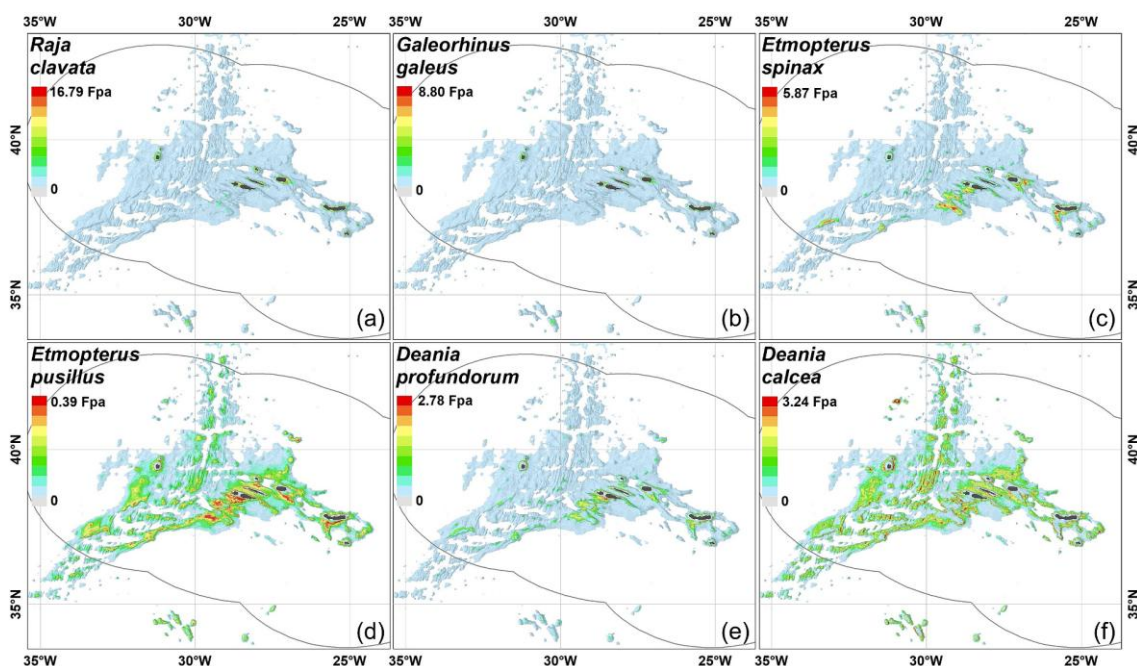 35°W 30°W 25°W 35°W 30°W 25°W 35°W 30°W 25°W
Raja
clavata
16.79 Fpa
0
(a)
Galeorhinus
galeus
8.80 Fpa
0
(b)
Etmopterus
spinax
5.87 Fpa
0
(c)
40°N
35°N
40°N
35°N
Etmopterus
pusillus
0.39 Fpa
0
(d)
Deania
profundorum
2.78 Fpa
0
(e)
Deania
calcea
3.24 Fpa
0
(f)
40°N
35°N
40°N
35°N
35°W 30°W 25°W 35°W 30°W 25°W 35°W 30°W 25°W